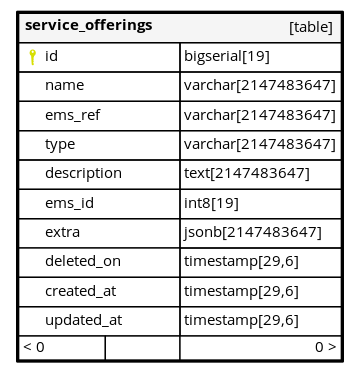 service_offerings [table]
id bigserial[19]
name varchar[2147483647]
ems_ref varchar[2147483647]
type varchar[2147483647]
description text[2147483647]
ems_id int8[19]
extra jsonb[2147483647]
deleted_on timestamp[29,6]
created_at timestamp[29,6]
updated_at timestamp[29,6]
< 0 0 >